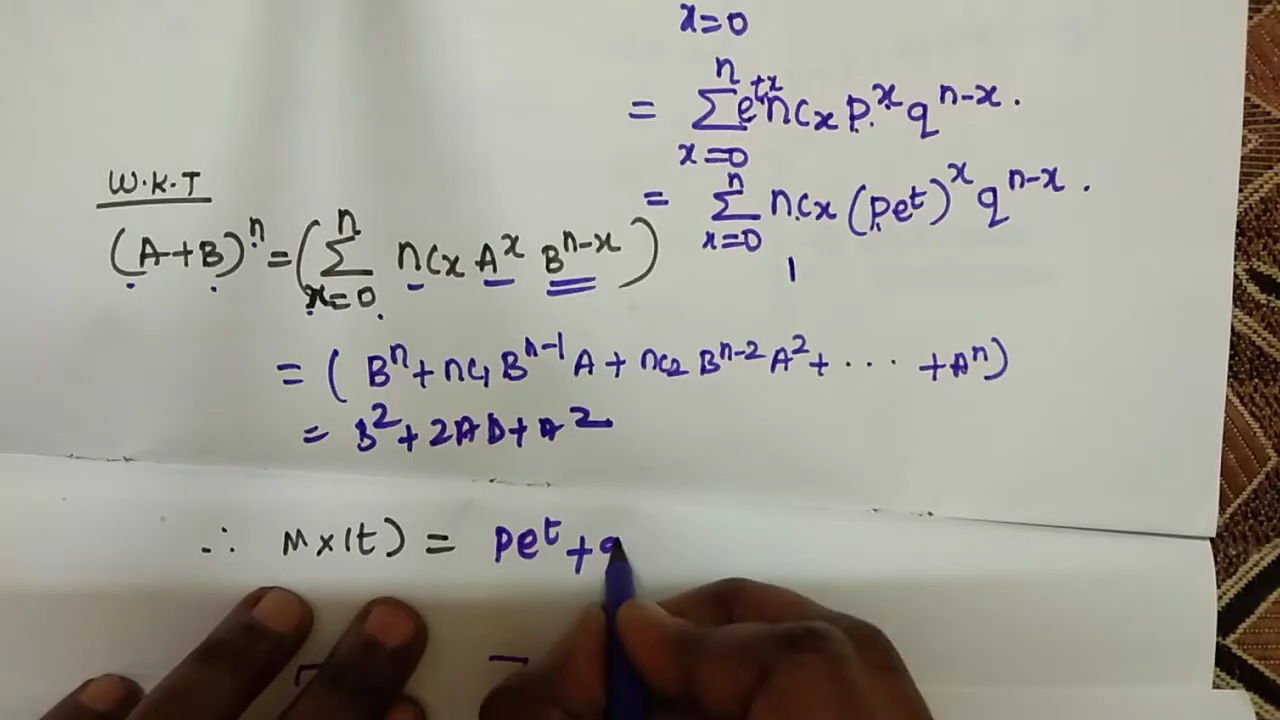 x=0
= n∑x=0 e^tx nCx p^x q^n-x .
W.K.T
= n∑x=0 nCx (pe^t)^x q^n-x .
(A+B)^n = (n∑x=0 nCx A^x B^n-x)
= ( B^n + nC1 B^n-1 A + nC2 B^n-2 A^2 + ... + A^n)
= B^2 + 2AB + A^2
∴ Mx(t) = pe^t +